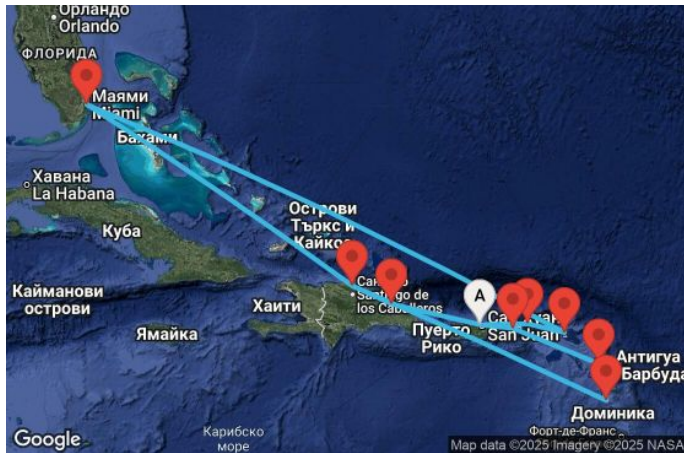 Орландо
Orlando
ФЛОРИДА
Маями
Miami
Бахами
Хавана
La Habana
Куба
Острови
Търкс и
Кайкос
Кайманови
острови
Хаити
Santiago de
los Caballeros
A
Ямайка
Пуерто
Рико
San Juan
Антигуа
Барбуда
Доминика
Карибско
море
Форт-де-Франс
Google
Map data ©2025 Imagery ©2025 NASA